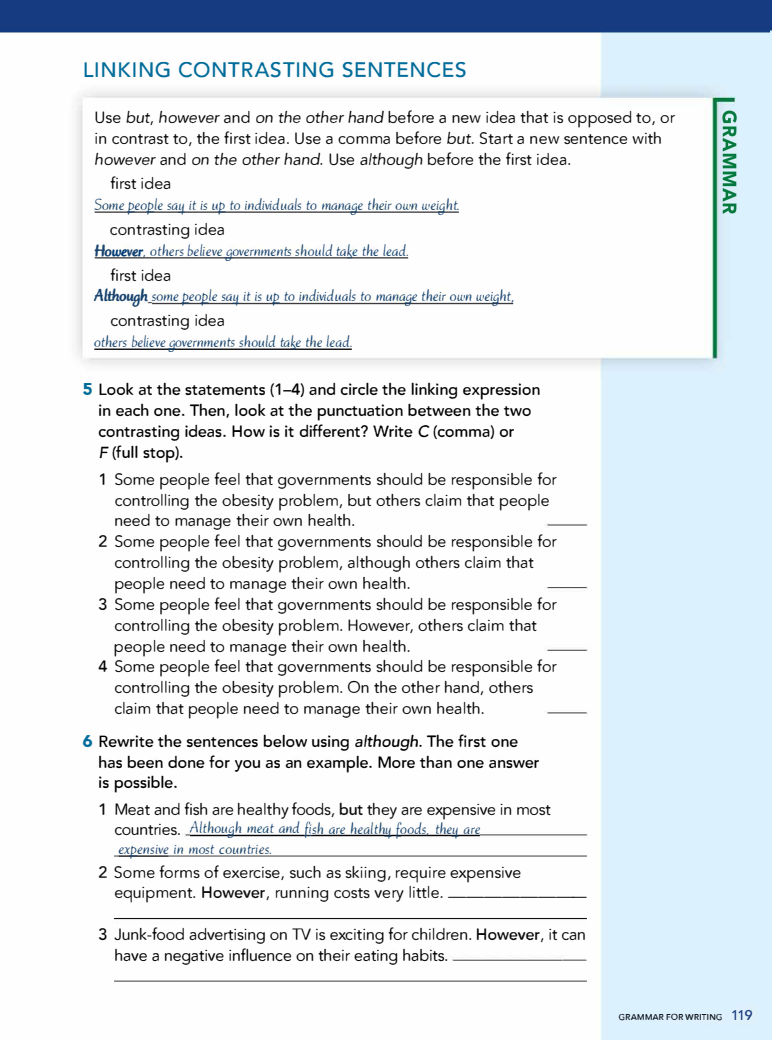 LINKING CONTRASTING SENTENCES
Use but, however and on the other hand before a new idea that is opposed to, or
in contrast to, the first idea. Use a comma before but. Start a new sentence with
however and on the other hand. Use although before the first idea.
first idea
Some people say it is up to individuals to manage their own weight.
contrasting idea
However, others believe governments should take the lead.
first idea
Although some people say it is up to individuals to manage their own weight,
contrasting idea
others believe governments should take the lead.
GRAMMAR
5 Look at the statements (1–4) and circle the linking expression
in each one. Then, look at the punctuation between the two
contrasting ideas. How is it different? Write C (comma) or
F (full stop).
1 Some people feel that governments should be responsible for
controlling the obesity problem, but others claim that people
need to manage their own health.
2 Some people feel that governments should be responsible for
controlling the obesity problem, although others claim that
people need to manage their own health.
3 Some people feel that governments should be responsible for
controlling the obesity problem. However, others claim that
people need to manage their own health.
4 Some people feel that governments should be responsible for
controlling the obesity problem. On the other hand, others
claim that people need to manage their own health.
6 Rewrite the sentences below using although. The first one
has been done for you as an example. More than one answer
is possible.
1 Meat and fish are healthy foods, but they are expensive in most
countries. Although meat and fish are healthy foods, they are
expensive in most countries.
2 Some forms of exercise, such as skiing, require expensive
equipment. However, running costs very little.
3 Junk-food advertising on TV is exciting for children. However, it can
have a negative influence on their eating habits.
GRAMMAR FOR WRITING 119